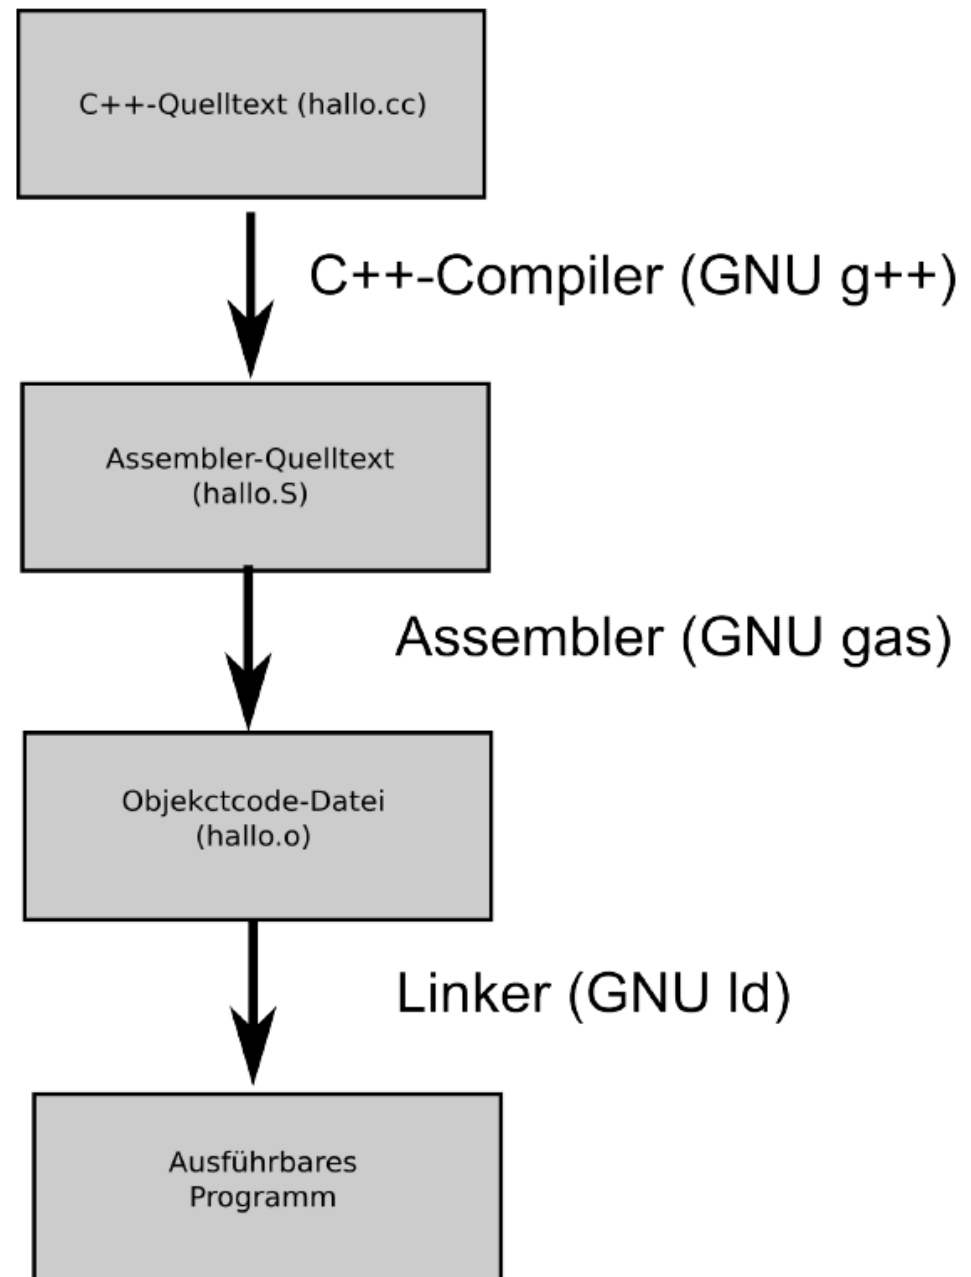 C++-Quelltext (hallo.cc)
C++-Compiler (GNU g++)
Assembler-Quelltext
(hallo.S)
Assembler (GNU gas)
Objekctcode-Datei
(hallo.o)
Linker (GNU ld)
Ausführbares
Programm